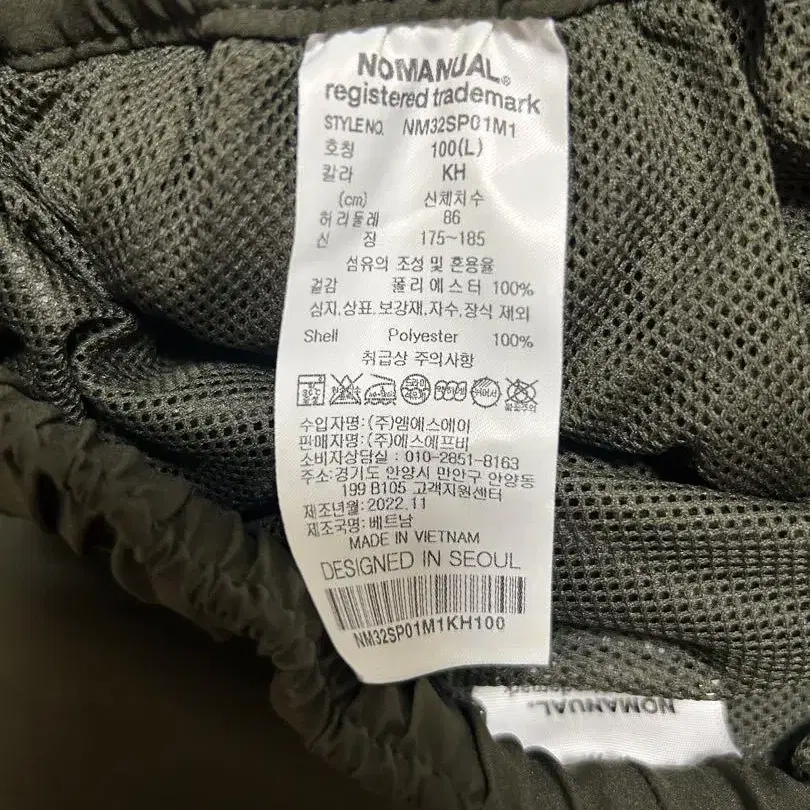 NOMANUAL®
registered trademark
STYLE NO. NM32SP01M1
호칭 100(L)
칼라 KH
(cm) 신체치수
허리둘레 86
신 장 175~185
섬유의 조성 및 혼용율
겉감 폴리에스터 100%
심지,상표,보강재,자수,장식 제외
Shell Polyester 100%
취급상 주의사항
수입자명: (주)앰에스에이
판매자명: (주)에스에프비
소비자상담실 : 010-2851-8163
주소:경기도 안양시 만안구 안양동
199 B105 고객지원센터
제조년월:2022.11
제조국명:베트남
MADE IN VIETNAM
DESIGNED IN SEOUL
NM32SP01M1KH100
NOMANUAL.